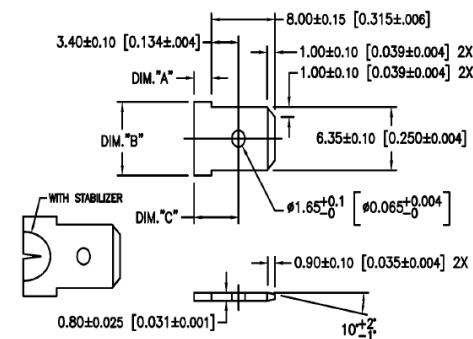 8.00±0.15 [0.315±.006]
3.40±0.10 [0.134±.004]
1.00±0.10 [0.039±0.004] 2X
DIM."A"
1.00±0.10 [0.039±0.004] 2X
DIM."B"
6.35±0.10 [0.250±0.004]
WITH STABILIZER
DIM."C"
ø1.65+0.1 -0 [ø0.065+0.004 -0]
0.90±0.10 [0.035±0.004] 2X
0.80±0.025 [0.031±0.001]
10°+2° -1°